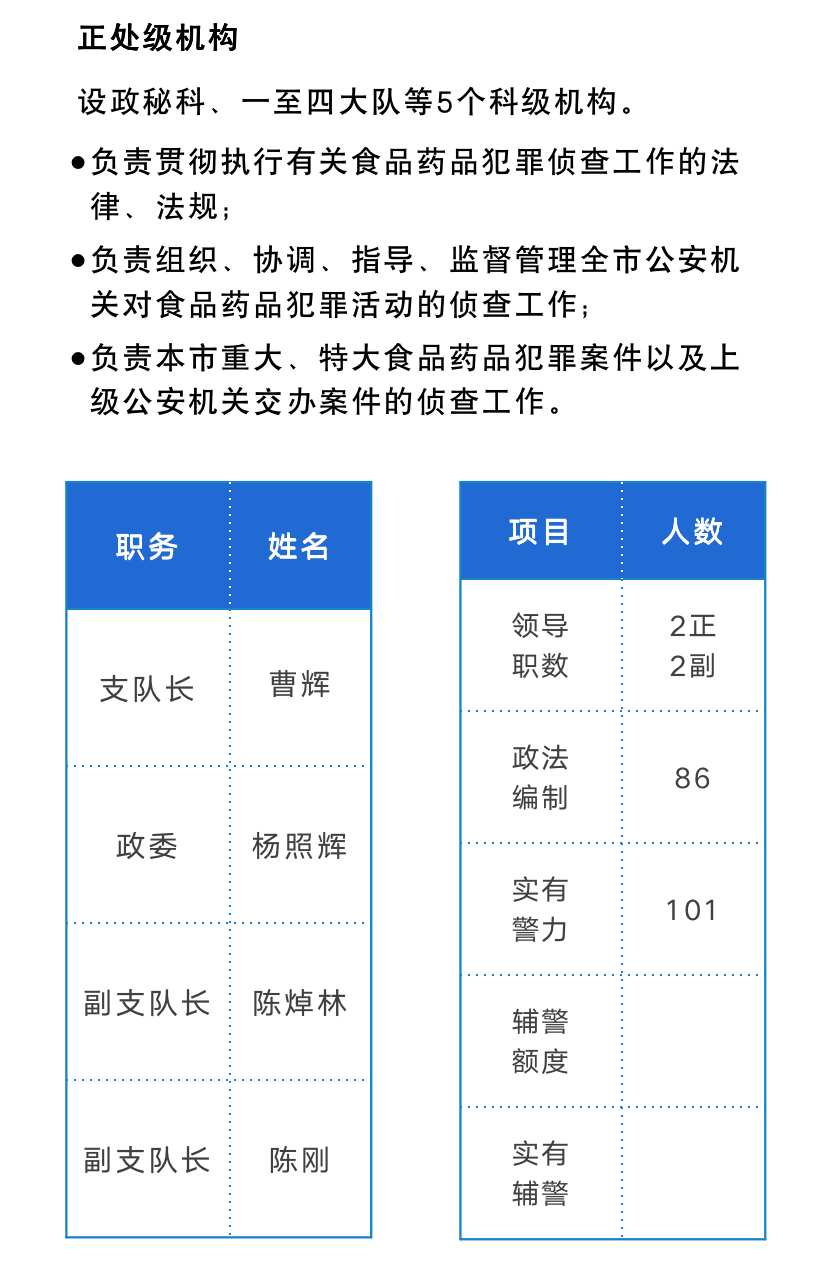 正处级机构
设政秘科、一至四大队等5个科级机构。
●负责贯彻执行有关食品药品犯罪侦查工作的法
律、法规；
●负责组织、协调、指导、监督管理全市公安机
关对食品药品犯罪活动的侦查工作；
●负责本市重大、特大食品药品犯罪案件以及上
级公安机关交办案件的侦查工作。
职务 姓名
支队长 曹辉
政委 杨照辉
副支队长 陈焯林
副支队长 陈刚
项目 人数
领导 2正
职数 2副
政法
编制 86
实有
警力 101
辅警
额度
实有
辅警